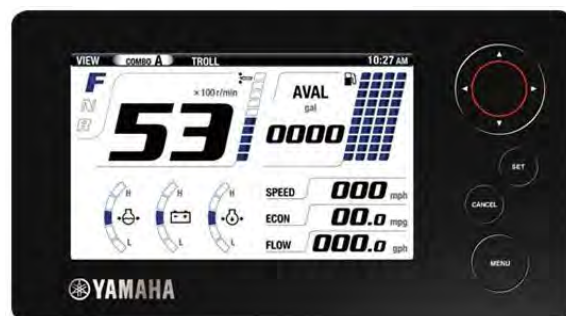 VIEW COMBO A TROLL 10:27 AM
F
N
R
×100r/min
53
AVAL
gal
0000
H H H
L L L
SPEED 000 mph
ECON 00.0 mpg
FLOW 000.0 gph
SET
CANCEL
MENU
YAMAHA